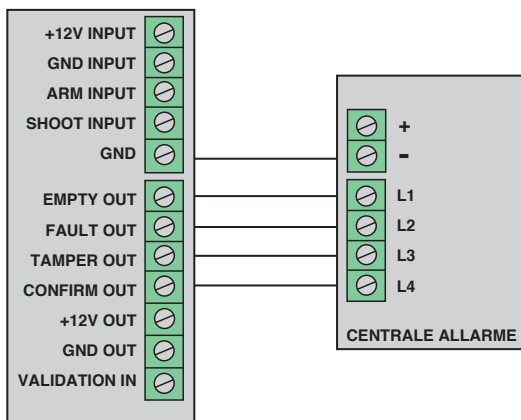 +12V INPUT
GND INPUT
ARM INPUT
SHOOT INPUT
GND
EMPTY OUT
FAULT OUT
TAMPER OUT
CONFIRM OUT
+12V OUT
GND OUT
VALIDATION IN
+
-
L1
L2
L3
L4
CENTRALE ALLARME